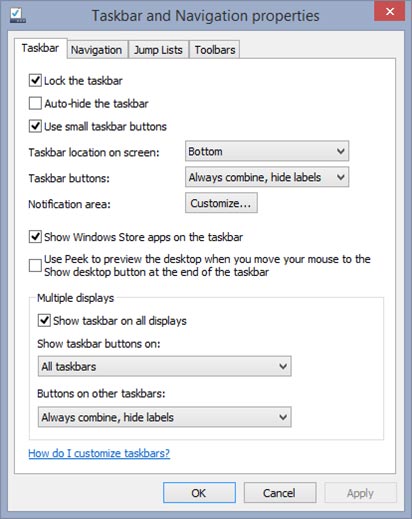 Taskbar and Navigation properties
Taskbar Navigation Jump Lists Toolbars
Lock the taskbar
Auto-hide the taskbar
Use small taskbar buttons
Taskbar location on screen: Bottom
Taskbar buttons: Always combine, hide labels
Notification area: Customize...
Show Windows Store apps on the taskbar
Use Peek to preview the desktop when you move your mouse to the
Show desktop button at the end of the taskbar
Multiple displays
Show taskbar on all displays
Show taskbar buttons on:
All taskbars
Buttons on other taskbars:
Always combine, hide labels
How do I customize taskbars?
OK Cancel Apply